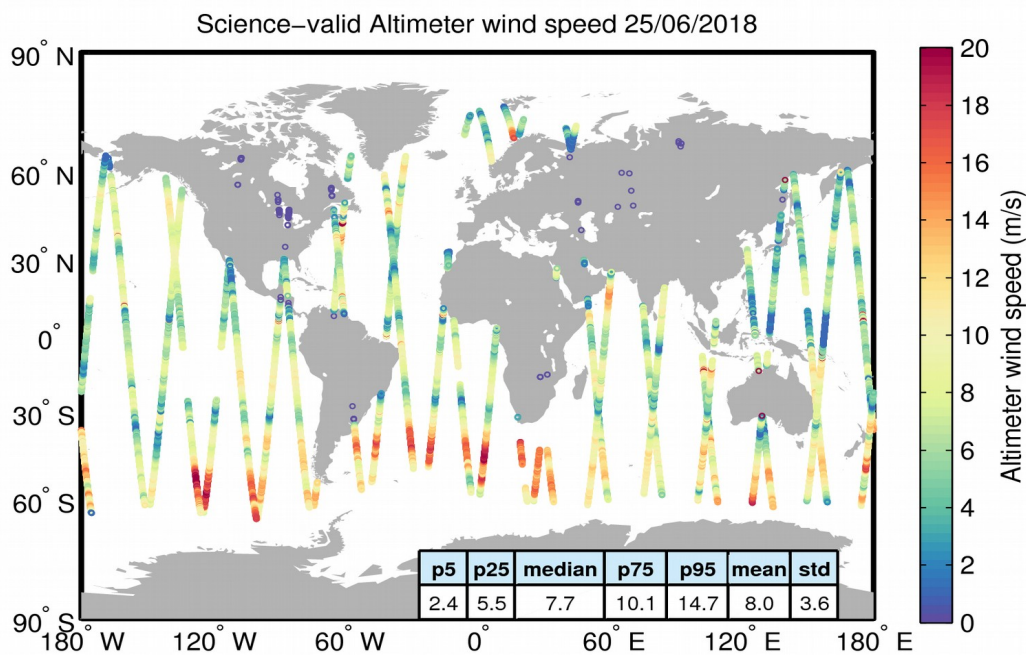 Science−valid Altimeter wind speed 25/06/2018
90° N
60° N
30° N
0°
30° S
60° S
90° S
180° W
120° W
60° W
0°
60° E
120° E
180° E
p5 p25 median p75 p95 mean std
2.4 5.5 7.7 10.1 14.7 8.0 3.6
20
18
16
14
12
10
8
6
4
2
0
Altimeter wind speed (m/s)